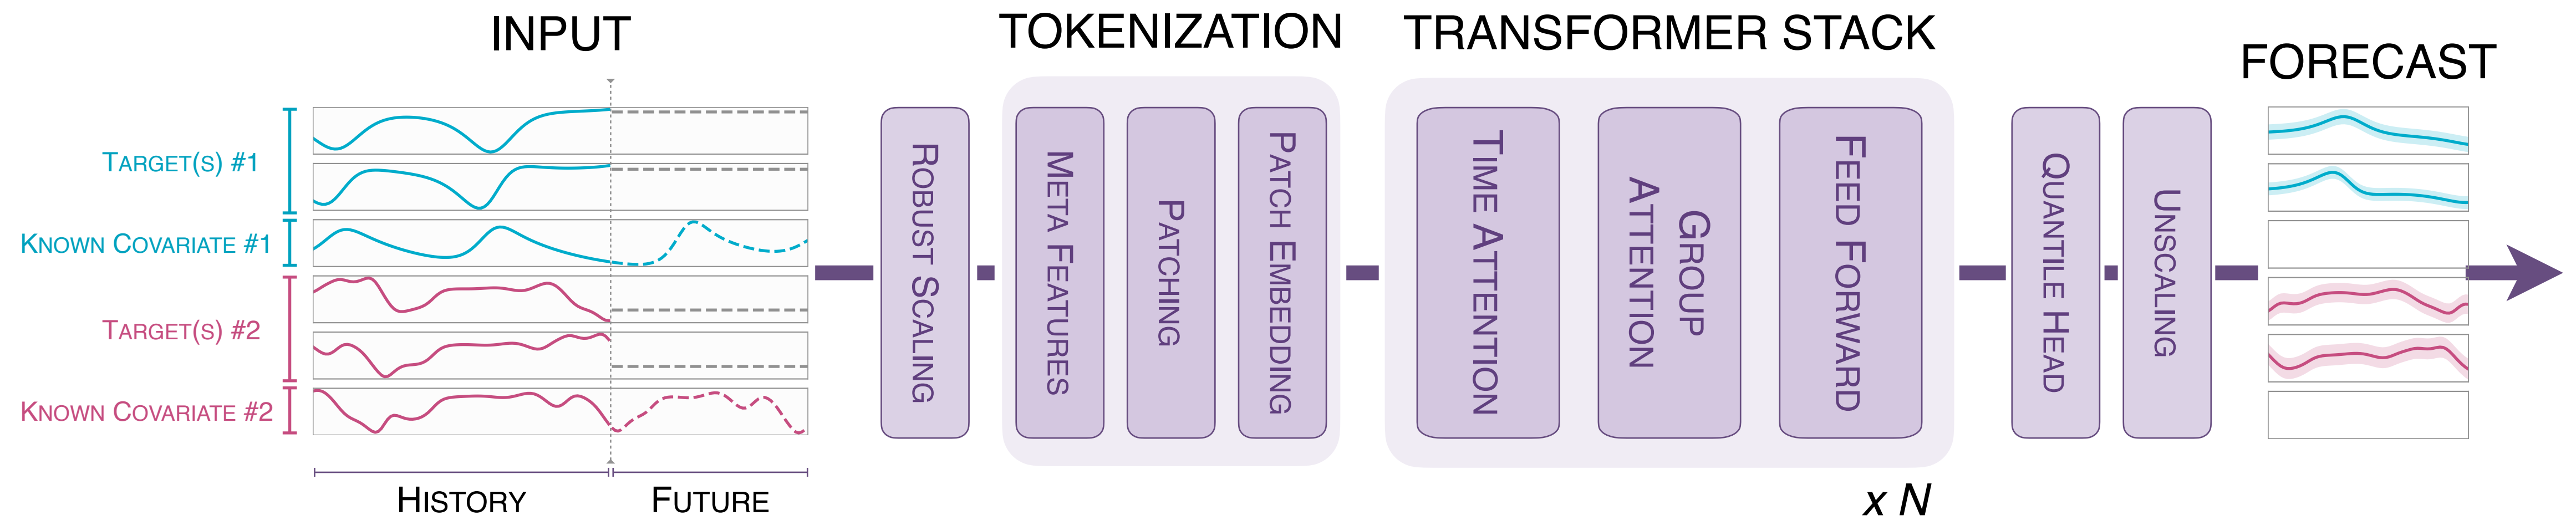 INPUT
TOKENIZATION
TRANSFORMER STACK
FORECAST
TARGET(S) #1
KNOWN COVARIATE #1
TARGET(S) #2
KNOWN COVARIATE #2
HISTORY
FUTURE
ROBUST SCALING
META FEATURES
PATCHING
PATCH EMBEDDING
TIME ATTENTION
GROUP
ATTENTION
FEED FORWARD
x N
QUANTILE HEAD
UNSCALING